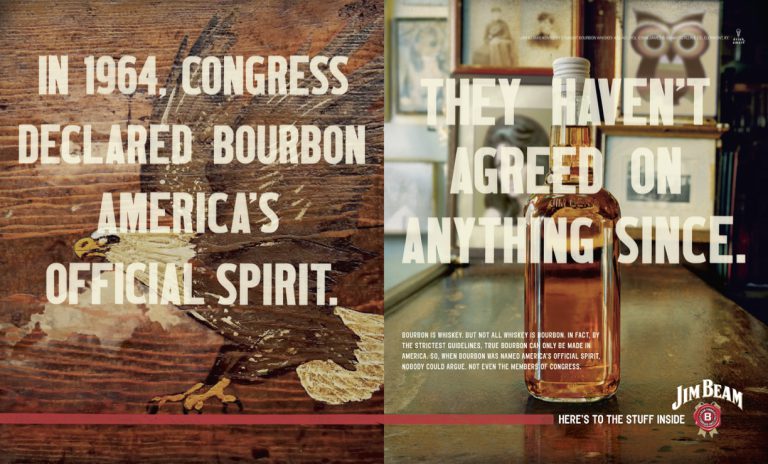 IN 1964, CONGRESS
DECLARED BOURBON
AMERICA'S
OFFICIAL SPIRIT.
THEY HAVEN'T
AGREED ON
ANYTHING SINCE.
JIM BEAM
BOURBON IS WHISKEY. BUT NOT ALL WHISKEY IS BOURBON. IN FACT, BY
THE STRICTEST GUIDELINES, TRUE BOURBON CAN ONLY BE MADE IN
AMERICA. SO, WHEN BOURBON WAS NAMED AMERICA'S OFFICIAL SPIRIT,
NOBODY COULD ARGUE. NOT EVEN THE MEMBERS OF CONGRESS.
HERE'S TO THE STUFF INSIDE
JIM BEAM
B